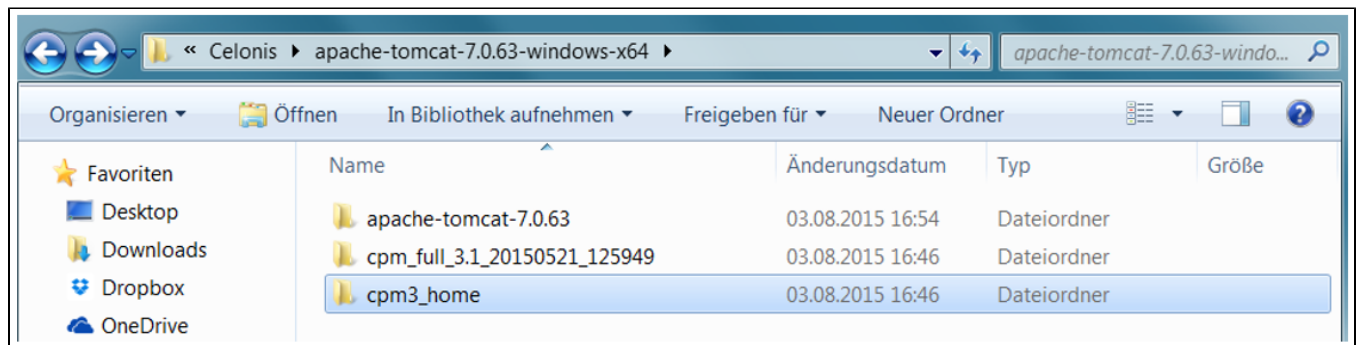 « Celonis ▸ apache-tomcat-7.0.63-windows-x64 ▸ apache-tomcat-7.0.63-windo...
Organisieren Öffnen In Bibliothek aufnehmen Freigeben für Neuer Ordner
Favoriten Name Änderungsdatum Typ Größe
Desktop apache-tomcat-7.0.63 03.08.2015 16:54 Dateiordner
Downloads cpm_full_3.1_20150521_125949 03.08.2015 16:46 Dateiordner
Dropbox cpm3_home 03.08.2015 16:46 Dateiordner
OneDrive